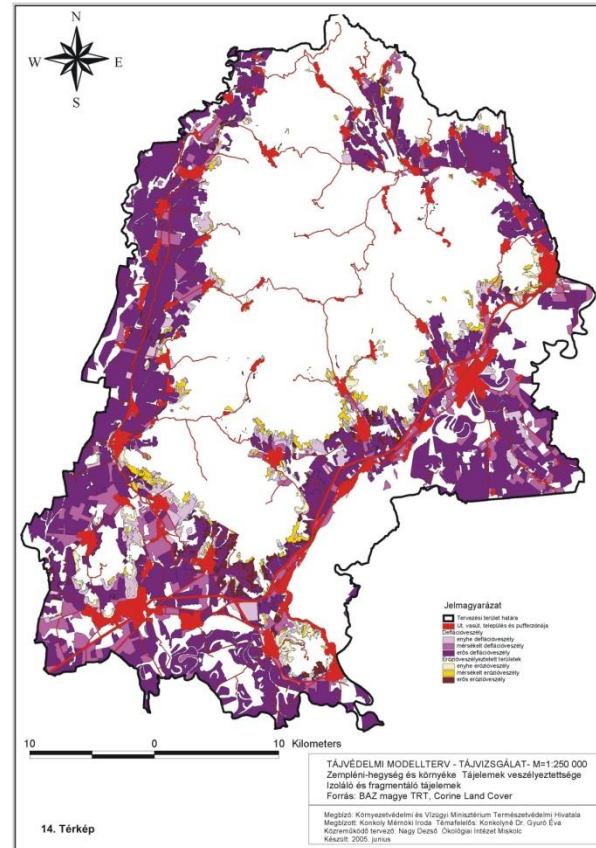 N
W E
S
Jelmagyarázat
Tervezési terület határa
Út, vasút, település és pufferzónája
Deflációveszély
enyhe deflációveszély
mérsékelt deflációveszély
erős deflációveszély
Erózióveszélyeztetett területek
enyhe erózióveszély
mérsékelt erózióveszély
erős erózióveszély
10 0 10 Kilometers
TÁJVÉDELMI MODELLTERV - TÁJVIZSGÁLAT- M=1:250 000
Zempléni-hegység és környéke Tájelemek veszélyeztettsége
Izoláló és fragmentáló tájelemek
Forrás: BAZ magye TRT, Corine Land Cover
Megbízó: Környezetvédelmi és Vízügyi Minisztérium Természetvédelmi Hivatala
Megbízott: Konkoly Mérnöki Iroda Témafelelős: Konkolyné Dr. Gyuró Éva
Közreműködő tervező: Nagy Dezső Ökológiai Intézet Miskolc
Készült: 2005. junius
14. Térkép